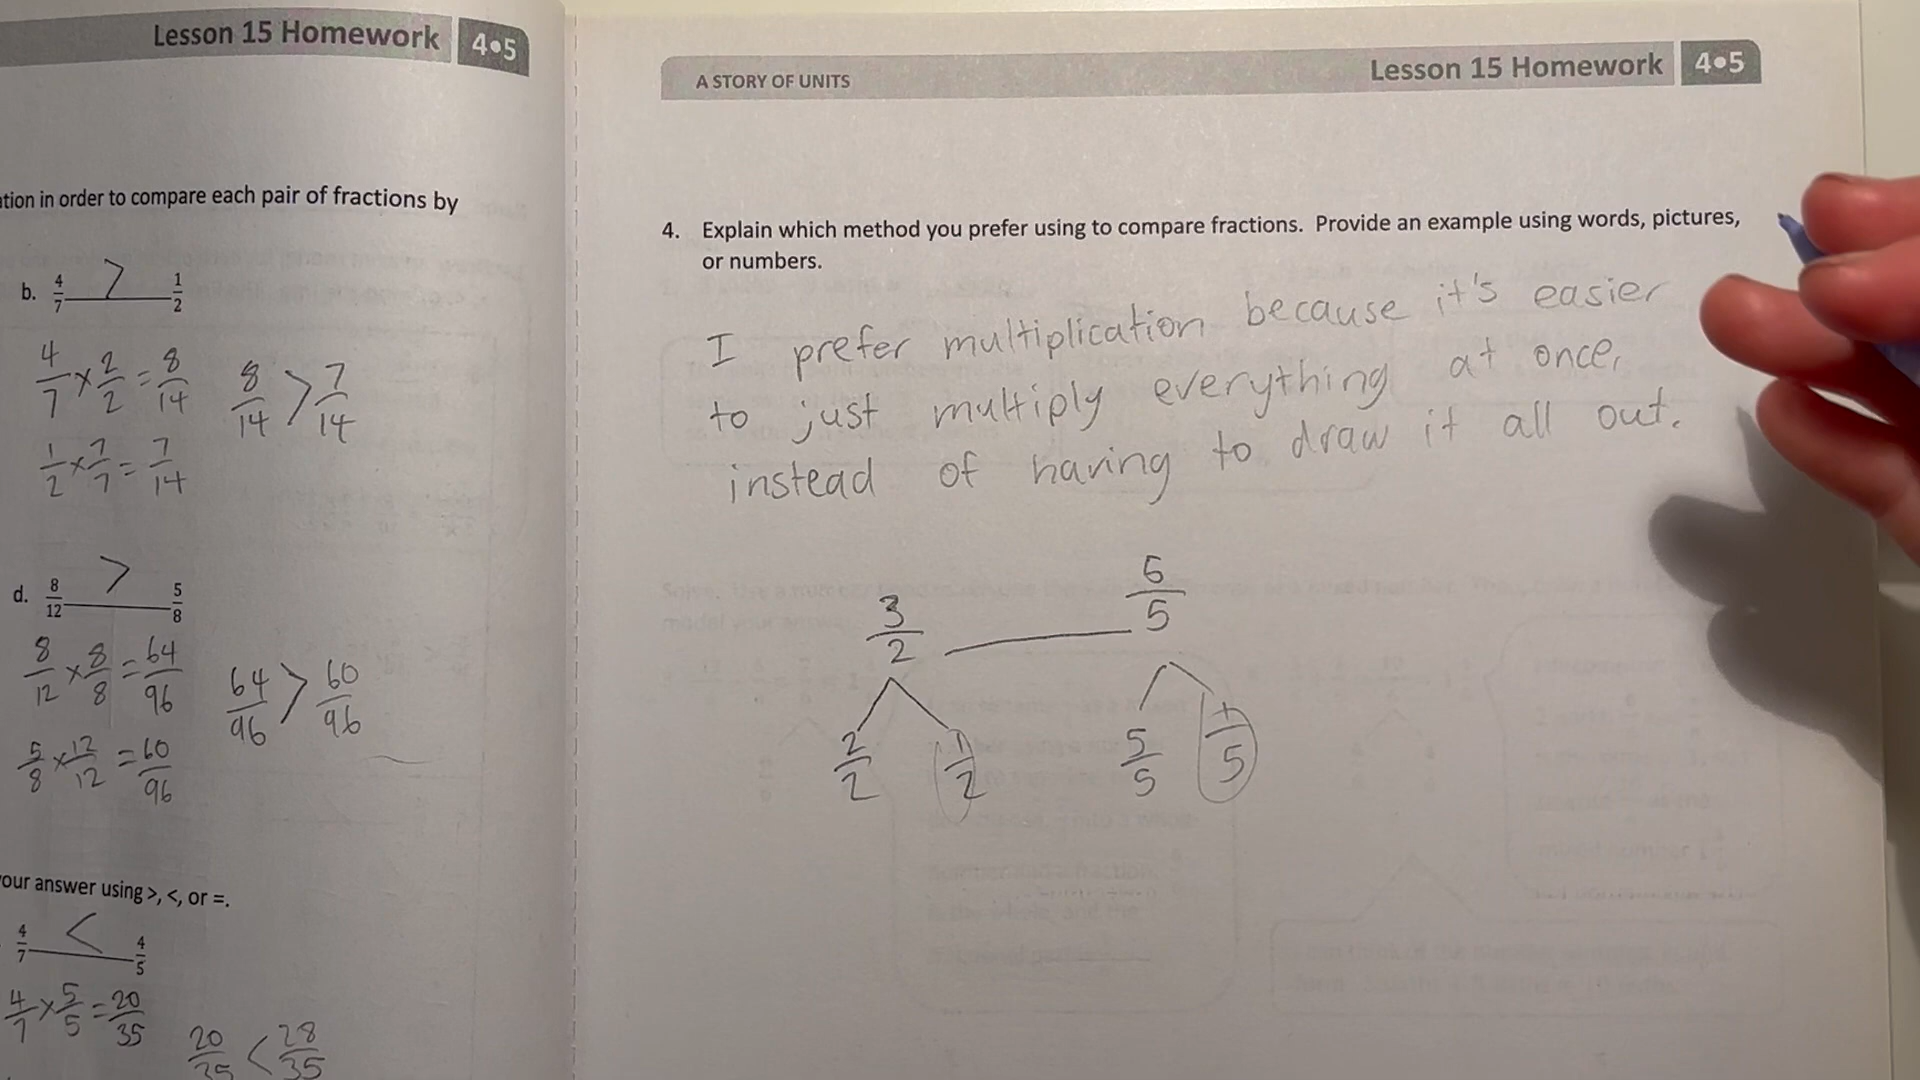 Lesson 15 Homework 4•5
ation in order to compare each pair of fractions by
b. 4/7 > 1/2
4/7 × 2/2 = 8/14
8/14 > 7/14
1/2 × 7/7 = 7/14
d. 8/12 > 5/8
8/12 × 8/8 = 64/96
64/96 > 60/96
5/8 × 12/12 = 60/96
your answer using >, <, or =.
4/7 < 4/5
4/7 × 5/5 = 20/35
20/35 < 28/35
A STORY OF UNITS Lesson 15 Homework 4•5
4. Explain which method you prefer using to compare fractions. Provide an example using words, pictures,
or numbers.
I prefer multiplication because it's easier
to just multiply everything at once,
instead of having to draw it all out.
3/2 ____ 6/5
2/2 1/2 5/5 1/5